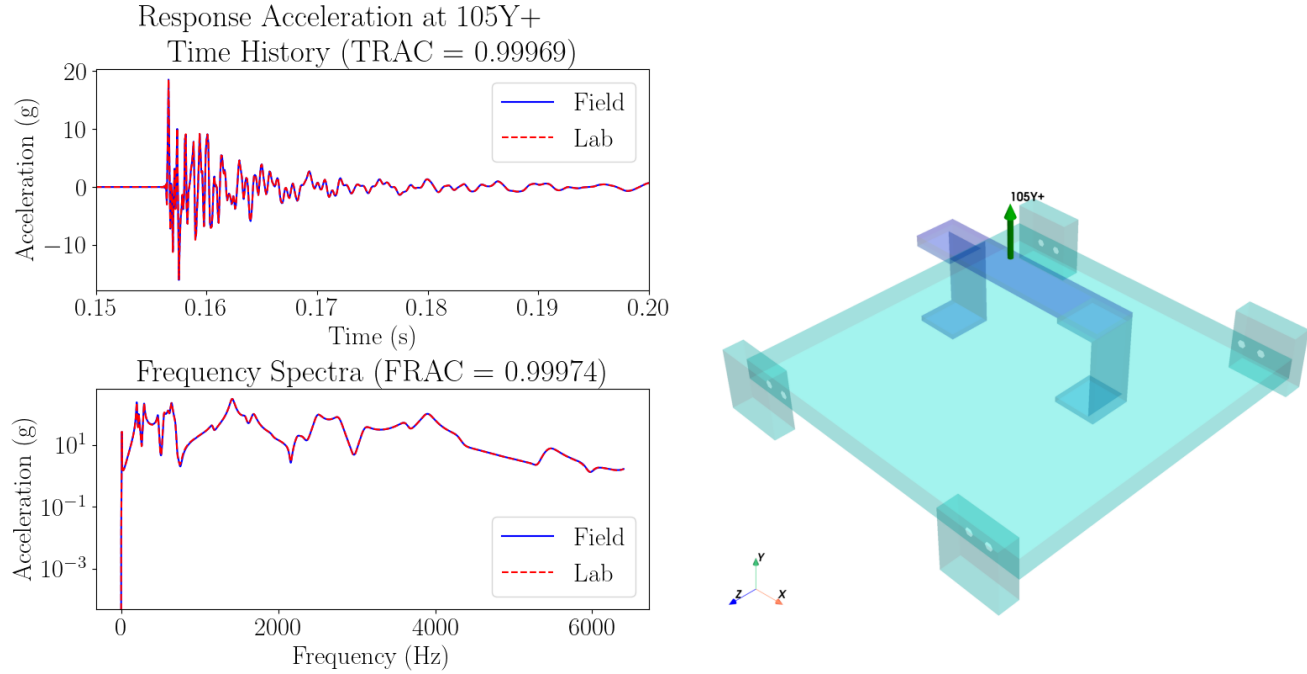 Response Acceleration at 105Y+
Time History (TRAC = 0.99969)
20
10
0
−10
Acceleration (g)
Field
Lab
0.15 0.16 0.17 0.18 0.19 0.20
Time (s)
Frequency Spectra (FRAC = 0.99974)
10^1
10^−1
10^−3
Acceleration (g)
Field
Lab
0 2000 4000 6000
Frequency (Hz)
105Y+
Y
Z X